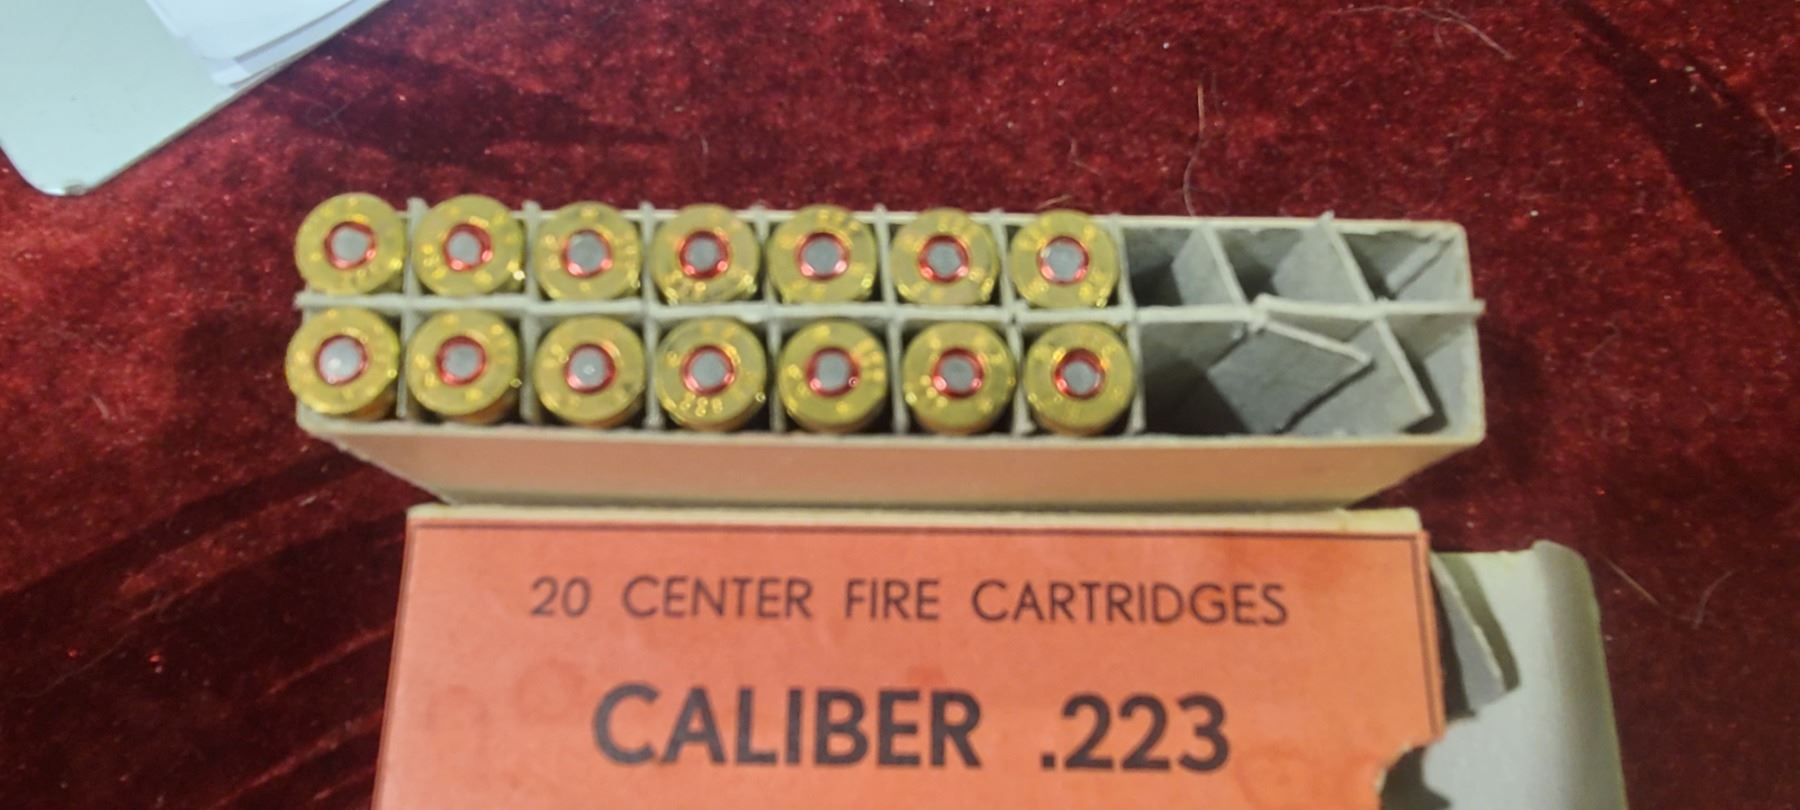 20 CENTER FIRE CARTRIDGES
CALIBER .223